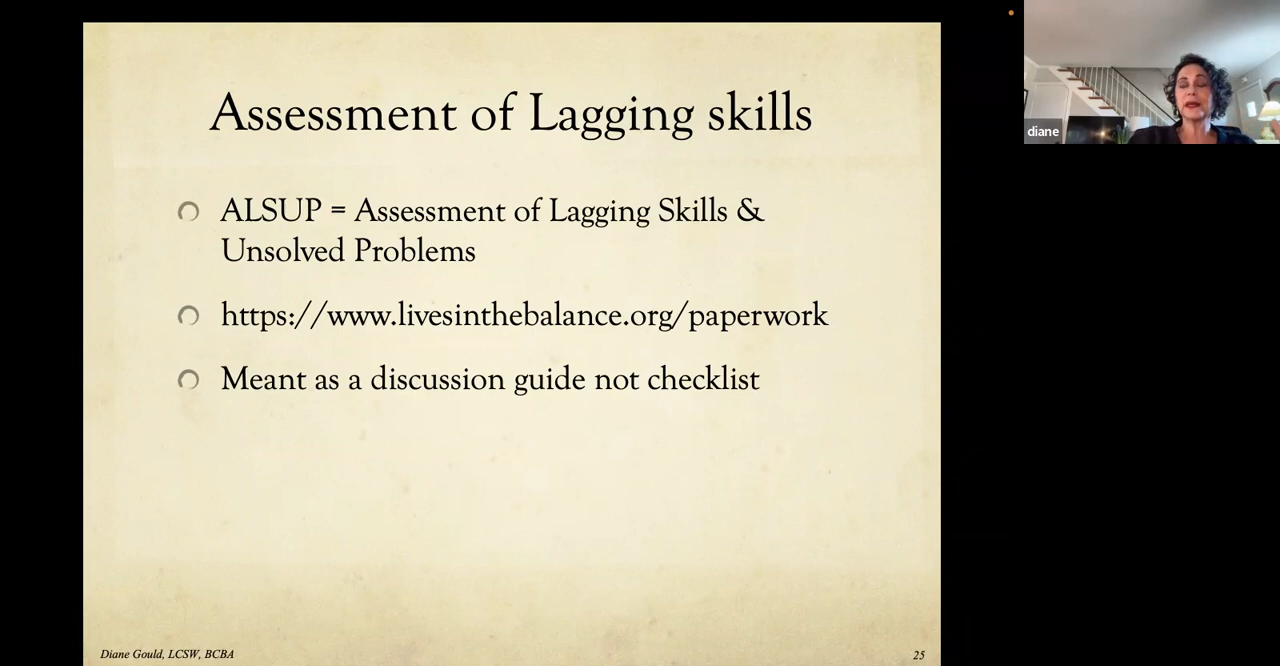 Assessment of Lagging skills
ALSUP = Assessment of Lagging Skills &
Unsolved Problems
https://www.livesinthebalance.org/paperwork
Meant as a discussion guide not checklist
Diane Gould, LCSW, BCBA
25
diane